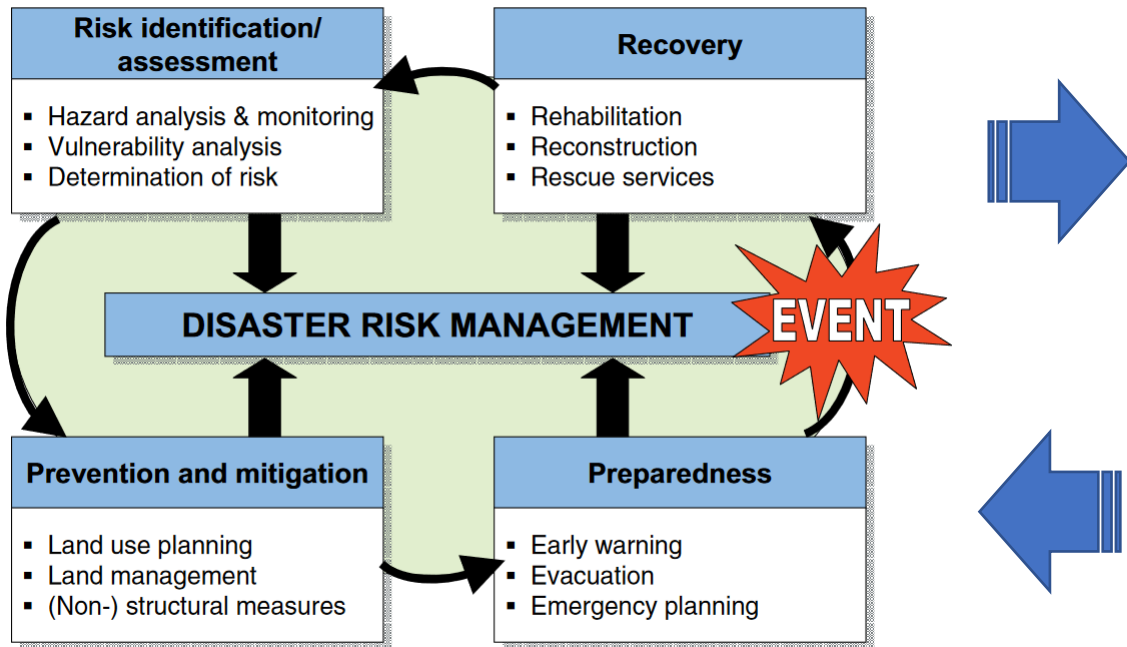 Risk identification/
assessment
▪ Hazard analysis & monitoring
▪ Vulnerability analysis
▪ Determination of risk
Recovery
▪ Rehabilitation
▪ Reconstruction
▪ Rescue services
DISASTER RISK MANAGEMENT
EVENT
Prevention and mitigation
▪ Land use planning
▪ Land management
▪ (Non-) structural measures
Preparedness
▪ Early warning
▪ Evacuation
▪ Emergency planning